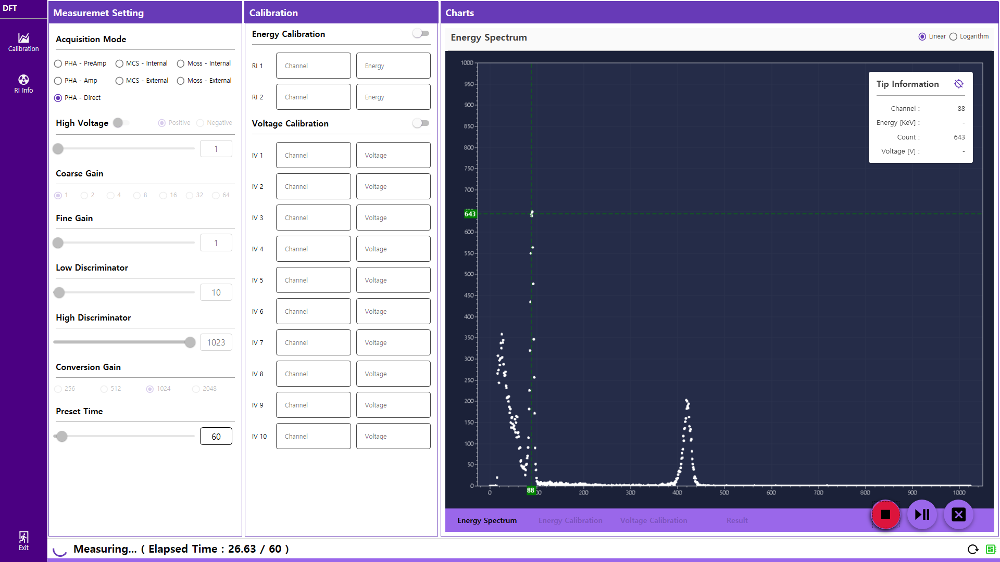 DFT
Calibration
RI Info
Exit
Measuremet Setting
Acquisition Mode
PHA - PreAmp MCS - Internal Moss - Internal
PHA - Amp MCS - External Moss - External
PHA - Direct
High Voltage Positive Negative
1
Coarse Gain
1 2 4 8 16 32 64
Fine Gain
1
Low Discriminator
10
High Discriminator
1023
Conversion Gain
256 512 1024 2048
Preset Time
60
Calibration
Energy Calibration
RI 1 Channel Energy
RI 2 Channel Energy
Voltage Calibration
IV 1 Channel Voltage
IV 2 Channel Voltage
IV 3 Channel Voltage
IV 4 Channel Voltage
IV 5 Channel Voltage
IV 6 Channel Voltage
IV 7 Channel Voltage
IV 8 Channel Voltage
IV 9 Channel Voltage
IV 10 Channel Voltage
Charts
Energy Spectrum Linear Logarithm
1000
950
900
850
800
750
700
643
600
550
500
450
400
350
300
250
200
150
100
50
0
0 88 200 300 400 500 600 700 800 900 1000
Tip Information
Channel : 88
Energy [KeV] : -
Count : 643
Voltage [V] : -
Energy Spectrum Energy Calibration Voltage Calibration Result
Measuring... ( Elapsed Time : 26.63 / 60 )